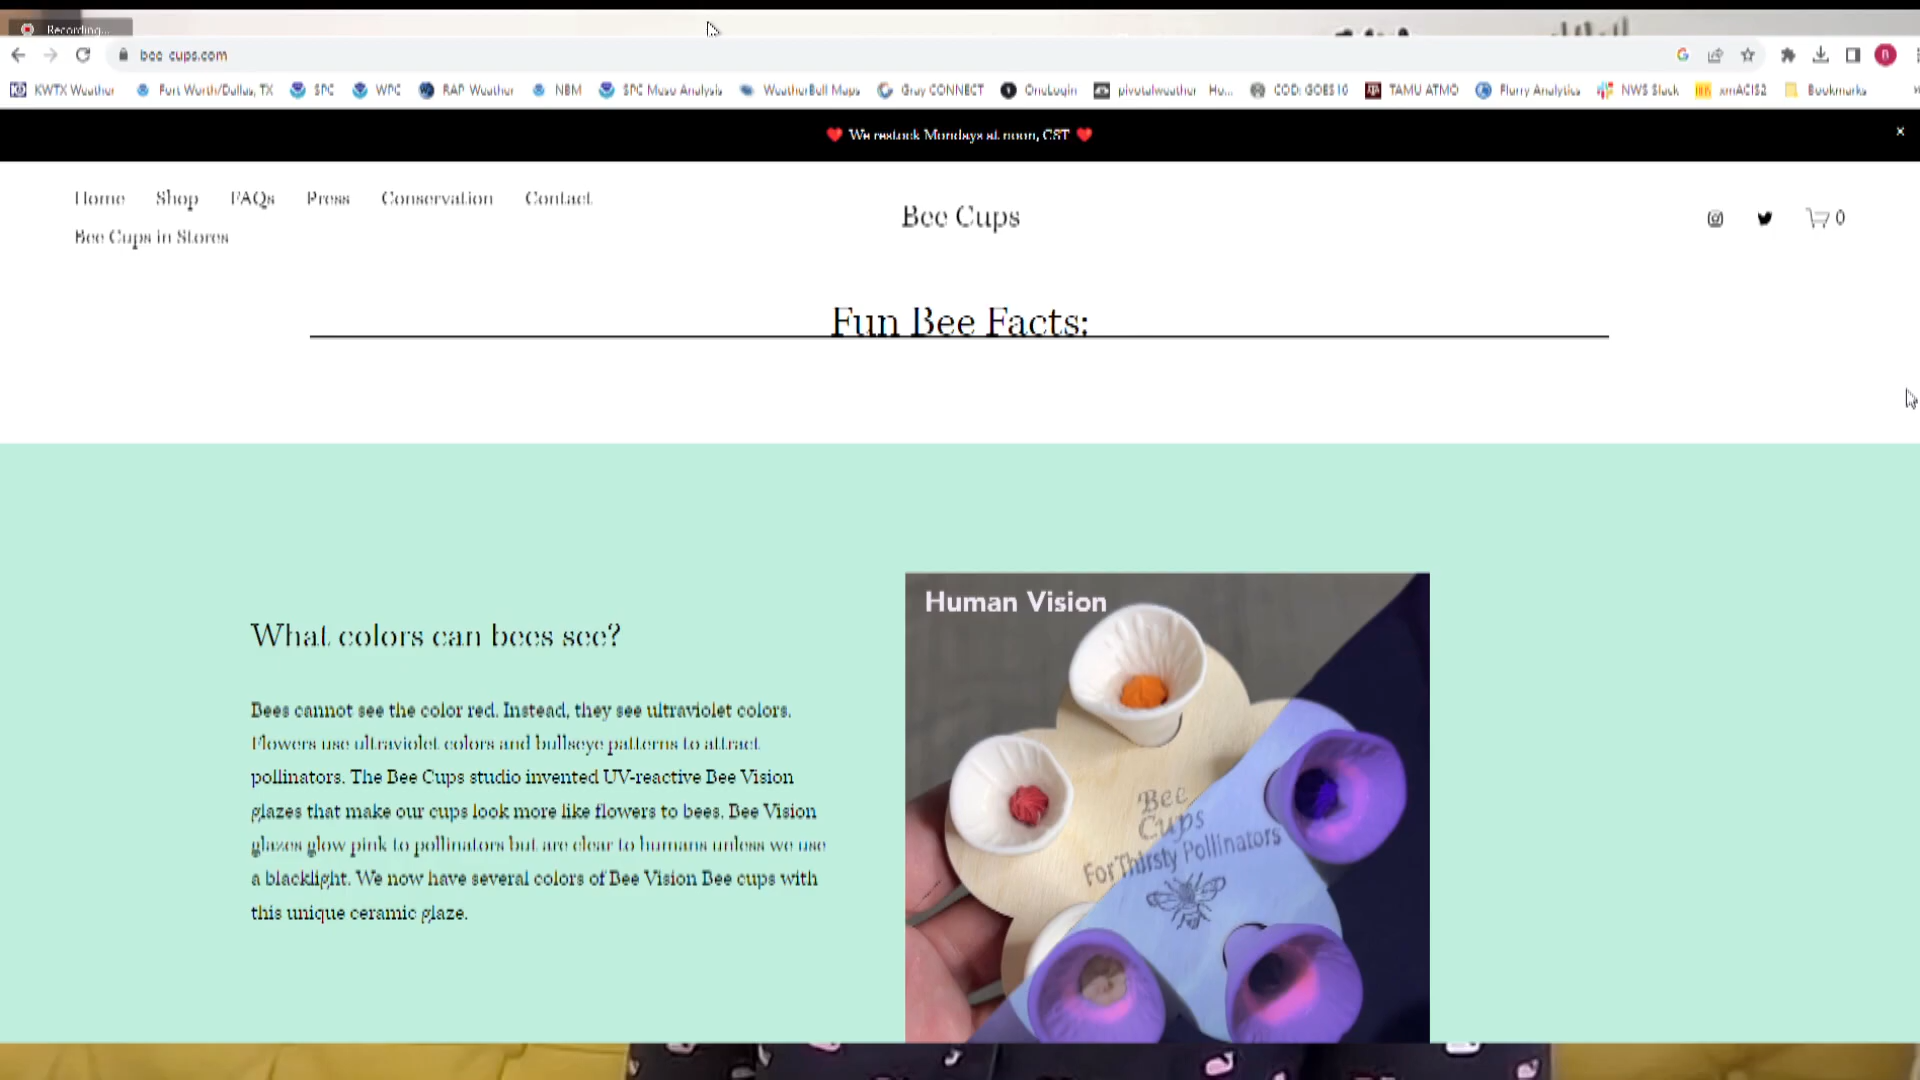 Recording...
bee-cups.com
KWTX Weather Fort Worth/Dallas, TX SPC WPC RAP Weather NBM SPC Meso Analysis WeatherBell Maps Gray CONNECT OneLogin pivotalweather Ho... COD: GOES16 TAMU ATMO Flurry Analytics NWS Slack xmACIS2 Bookmarks
We restock Mondays at noon, CST
Home Shop FAQs Press Conservation Contact
Bee Cups in Stores
Bee Cups
0
Fun Bee Facts:
What colors can bees see?
Bees cannot see the color red. Instead, they see ultraviolet colors.
Flowers use ultraviolet colors and bullseye patterns to attract
pollinators. The Bee Cups studio invented UV-reactive Bee Vision
glazes that make our cups look more like flowers to bees. Bee Vision
glazes glow pink to pollinators but are clear to humans unless we use
a blacklight. We now have several colors of Bee Vision Bee cups with
this unique ceramic glaze.
Human Vision
Bee
Cups
For Thirsty Pollinators